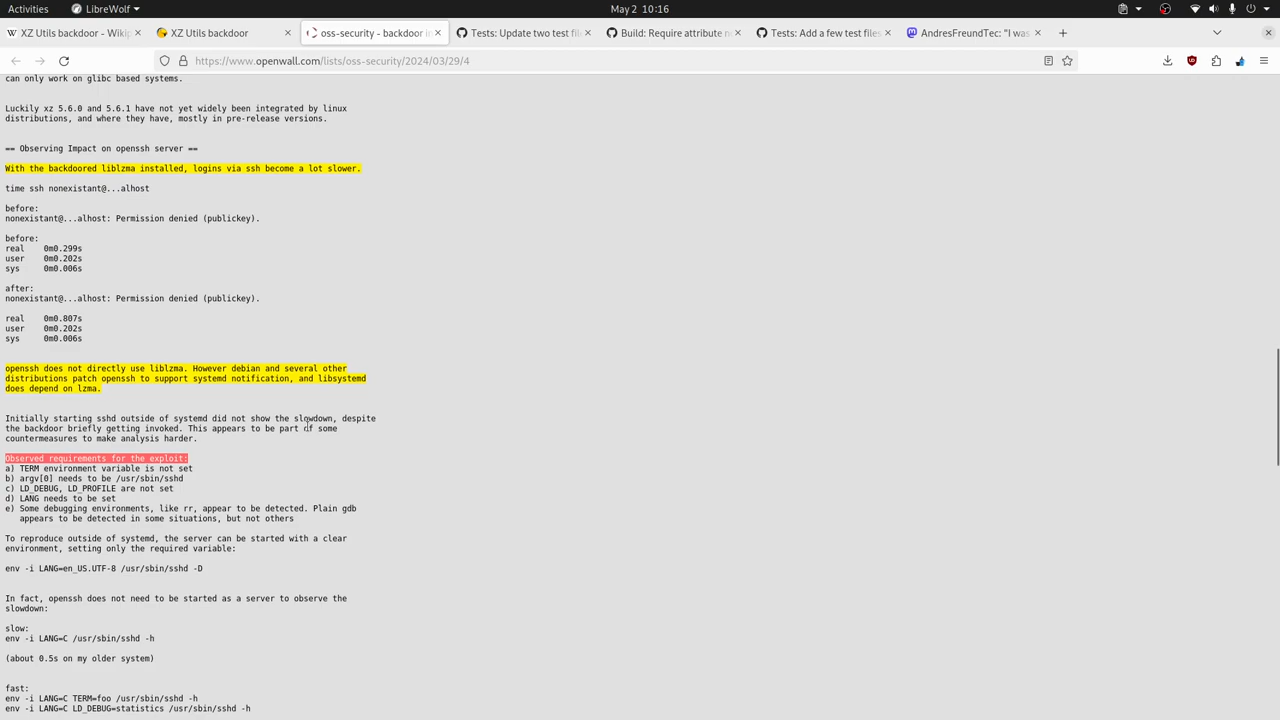 Activities
LibreWolf
May 2 10:16
XZ Utils backdoor - Wikip
XZ Utils backdoor
oss-security - backdoor in
Tests: Update two test file
Build: Require attribute n
Tests: Add a few test files
AndresFreundTec: "I was
https://www.openwall.com/lists/oss-security/2024/03/29/4
can only work on glibc based systems.
Luckily xz 5.6.0 and 5.6.1 have not yet widely been integrated by linux
distributions, and where they have, mostly in pre-release versions.
== Observing Impact on openssh server ==
With the backdoored liblzma installed, logins via ssh become a lot slower.
time ssh nonexistant@...alhost
before:
nonexistant@...alhost: Permission denied (publickey).
before:
real 0m0.299s
user 0m0.202s
sys 0m0.006s
after:
nonexistant@...alhost: Permission denied (publickey).
real 0m0.807s
user 0m0.202s
sys 0m0.006s
openssh does not directly use liblzma. However debian and several other
distributions patch openssh to support systemd notification, and libsystemd
does depend on lzma.
Initially starting sshd outside of systemd did not show the slowdown, despite
the backdoor briefly getting invoked. This appears to be part of some
countermeasures to make analysis harder.
Observed requirements for the exploit:
a) TERM environment variable is not set
b) argv[0] needs to be /usr/sbin/sshd
c) LD_DEBUG, LD_PROFILE are not set
d) LANG needs to be set
e) Some debugging environments, like rr, appear to be detected. Plain gdb
appears to be detected in some situations, but not others
To reproduce outside of systemd, the server can be started with a clear
environment, setting only the required variable:
env -i LANG=en_US.UTF-8 /usr/sbin/sshd -D
In fact, openssh does not need to be started as a server to observe the
slowdown:
slow:
env -i LANG=C /usr/sbin/sshd -h
(about 0.5s on my older system)
fast:
env -i LANG=C TERM=foo /usr/sbin/sshd -h
env -i LANG=C LD_DEBUG=statistics /usr/sbin/sshd -h